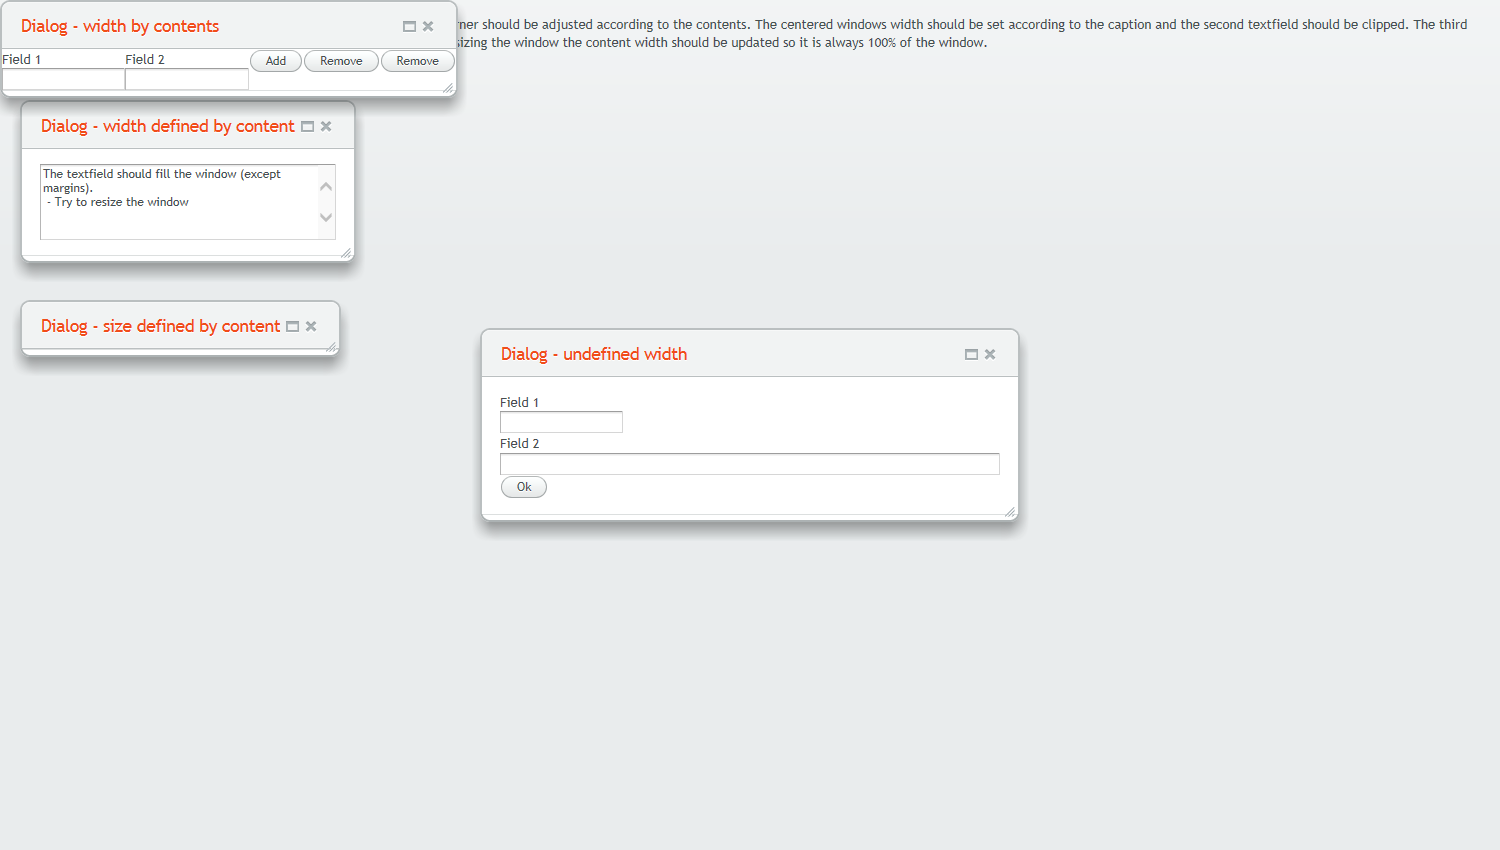 Dialog - width by contents
should be adjusted according to the contents. The centered windows width should be set according to the caption and the second textfield should be clipped. The third
the window the content width should be updated so it is always 100% of the window.
Field 1
Field 2
Add
Remove
Remove
Dialog - width defined by content
The textfield should fill the window (except
margins).
- Try to resize the window
Dialog - size defined by content
Dialog - undefined width
Field 1
Field 2
Ok